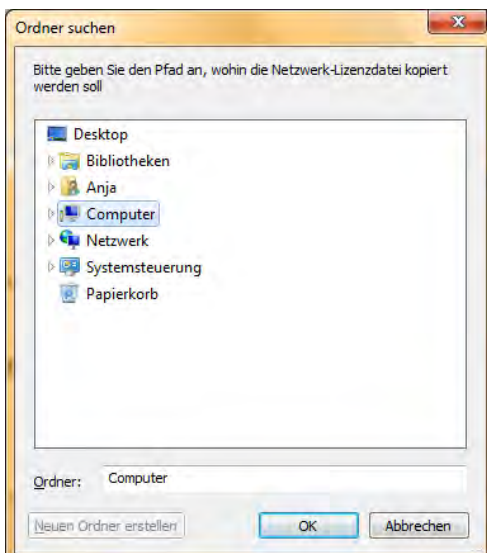 Ordner suchen
Bitte geben Sie den Pfad an, wohin die Netzwerk-Lizenzdatei kopiert
werden soll
Desktop
Bibliotheken
Anja
Computer
Netzwerk
Systemsteuerung
Papierkorb
Ordner: Computer
Neuen Ordner erstellen OK Abbrechen